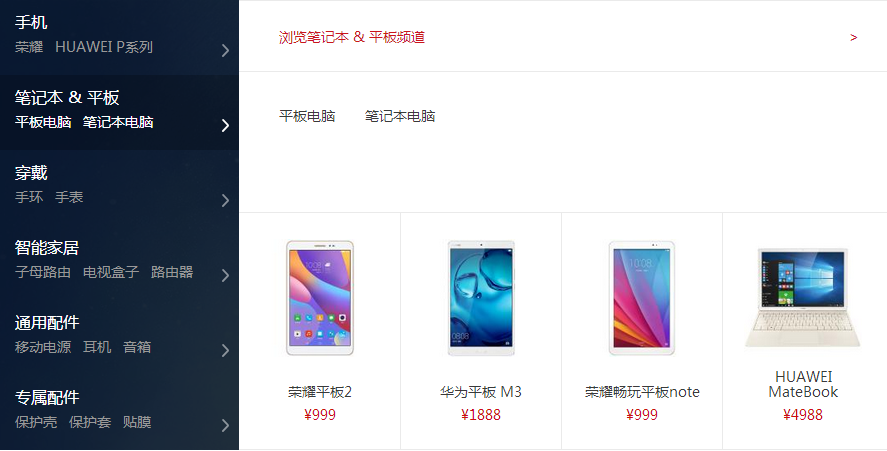 手机
荣耀 HUAWEI P系列
>
笔记本 & 平板
平板电脑 笔记本电脑
>
穿戴
手环 手表
>
智能家居
子母路由 电视盒子 路由器
>
通用配件
移动电源 耳机 音箱
>
专属配件
保护壳 保护套 贴膜
>
浏览笔记本 & 平板频道 >
平板电脑 笔记本电脑
荣耀平板2
¥999
华为平板 M3
¥1888
荣耀畅玩平板note
¥999
HUAWEI
MateBook
¥4988